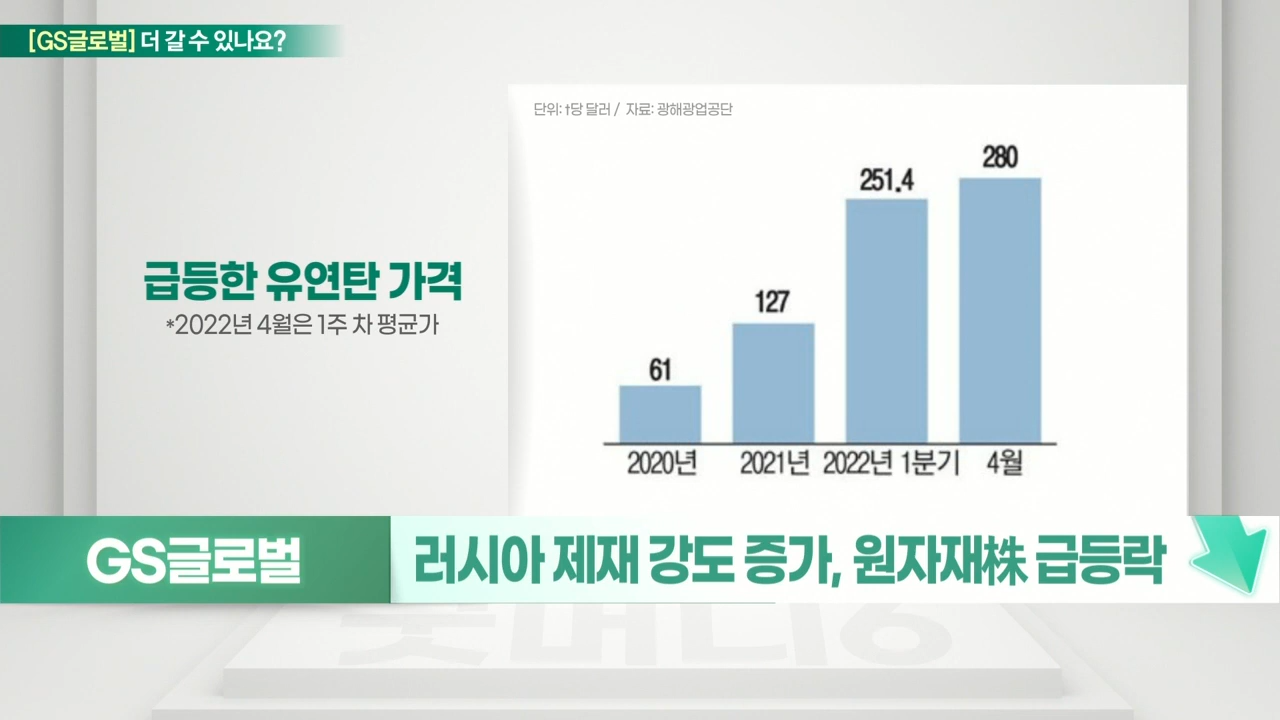 [GS글로벌] 더 갈 수 있나요?
단위: t당 달러 / 자료: 광해광업공단
급등한 유연탄 가격
*2022년 4월은 1주 차 평균가
61
127
251.4
280
2020년
2021년
2022년 1분기
4월
GS글로벌
러시아 제재 강도 증가, 원자재株 급등락